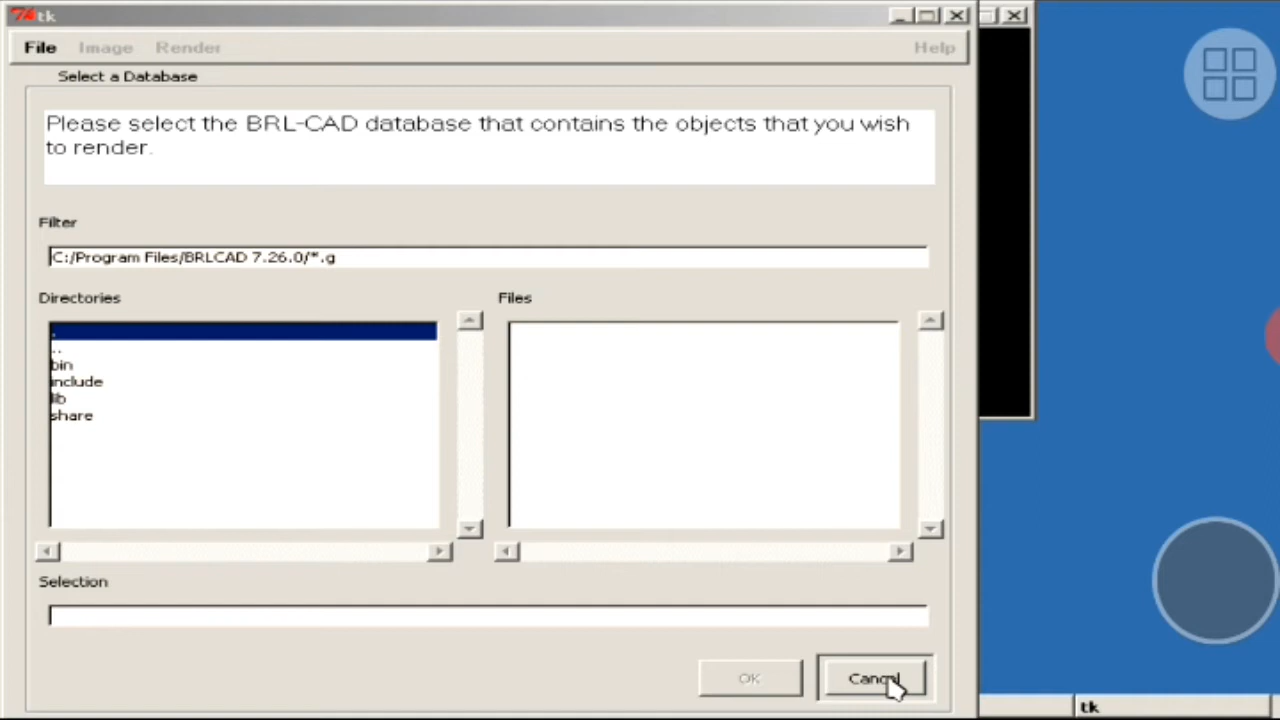 tk
File Image Render Help
Select a Database
Please select the BRL-CAD database that contains the objects that you wish
to render.
Filter
C:/Program Files/BRLCAD 7.26.0/*.g
Directories
Files
.
..
bin
include
lib
share
Selection
OK
Cancel
tk